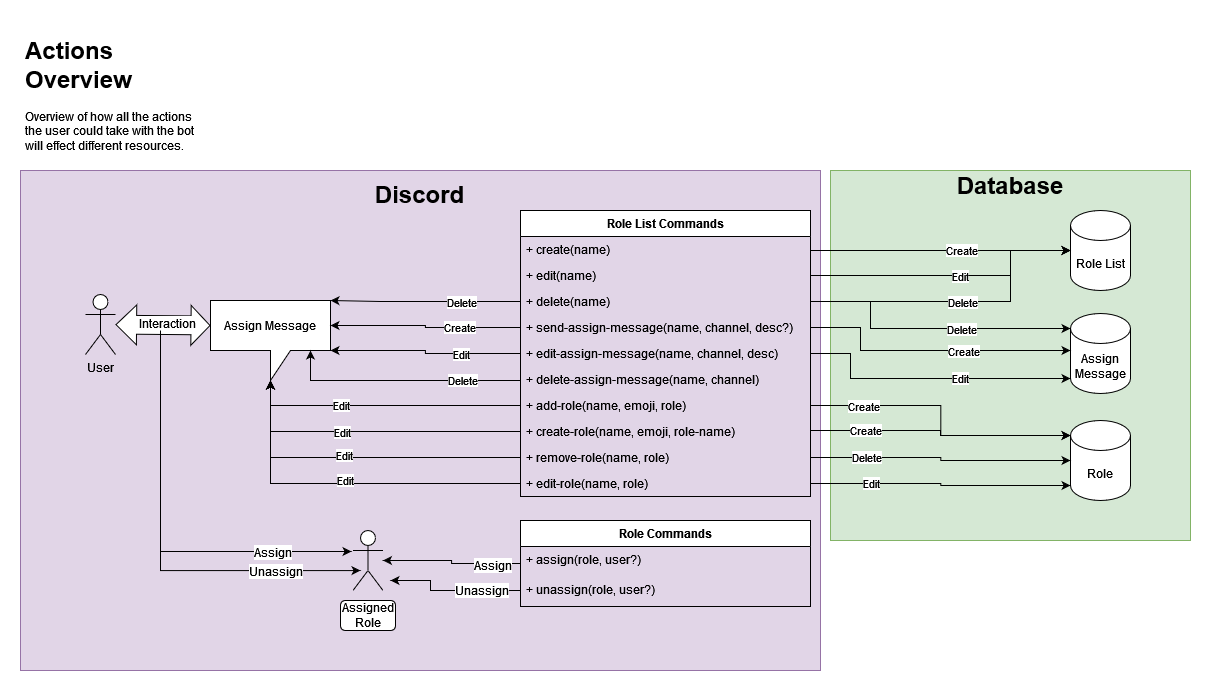 Actions
Overview
Overview of how all the actions
the user could take with the bot
will effect different resources.
Discord
Database
Role List Commands
+ create(name)
+ edit(name)
+ delete(name)
+ send-assign-message(name, channel, desc?)
+ edit-assign-message(name, channel, desc)
+ delete-assign-message(name, channel)
+ add-role(name, emoji, role)
+ create-role(name, emoji, role-name)
+ remove-role(name, role)
+ edit-role(name, role)
User
Interaction
Assign Message
Delete
Create
Edit
Delete
Edit
Edit
Edit
Edit
Create
Edit
Delete
Delete
Create
Edit
Create
Create
Delete
Edit
Role List
Assign
Message
Role
Role Commands
+ assign(role, user?)
+ unassign(role, user?)
Assign
Unassign
Assign
Unassign
Assigned
Role